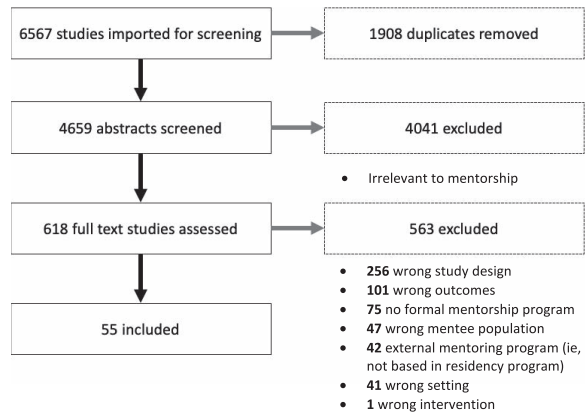 6567 studies imported for screening
1908 duplicates removed
4659 abstracts screened
4041 excluded
• Irrelevant to mentorship
618 full text studies assessed
563 excluded
• 256 wrong study design
• 101 wrong outcomes
• 75 no formal mentorship program
• 47 wrong mentee population
• 42 external mentoring program (ie,
not based in residency program)
• 41 wrong setting
• 1 wrong intervention
55 included